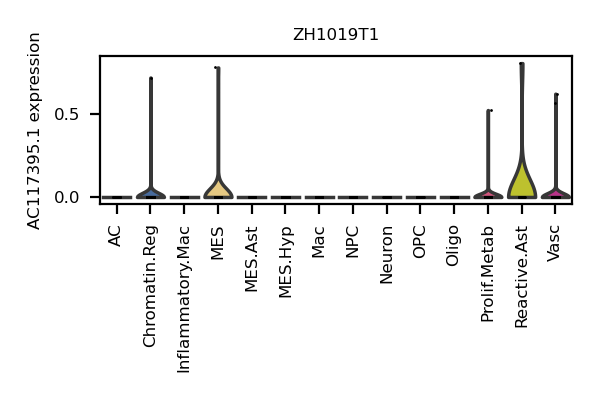 ZH1019T1
AC117395.1 expression
0.5
0.0
AC
Chromatin.Reg
Inflammatory.Mac
MES
MES.Ast
MES.Hyp
Mac
NPC
Neuron
OPC
Oligo
Prolif.Metab
Reactive.Ast
Vasc